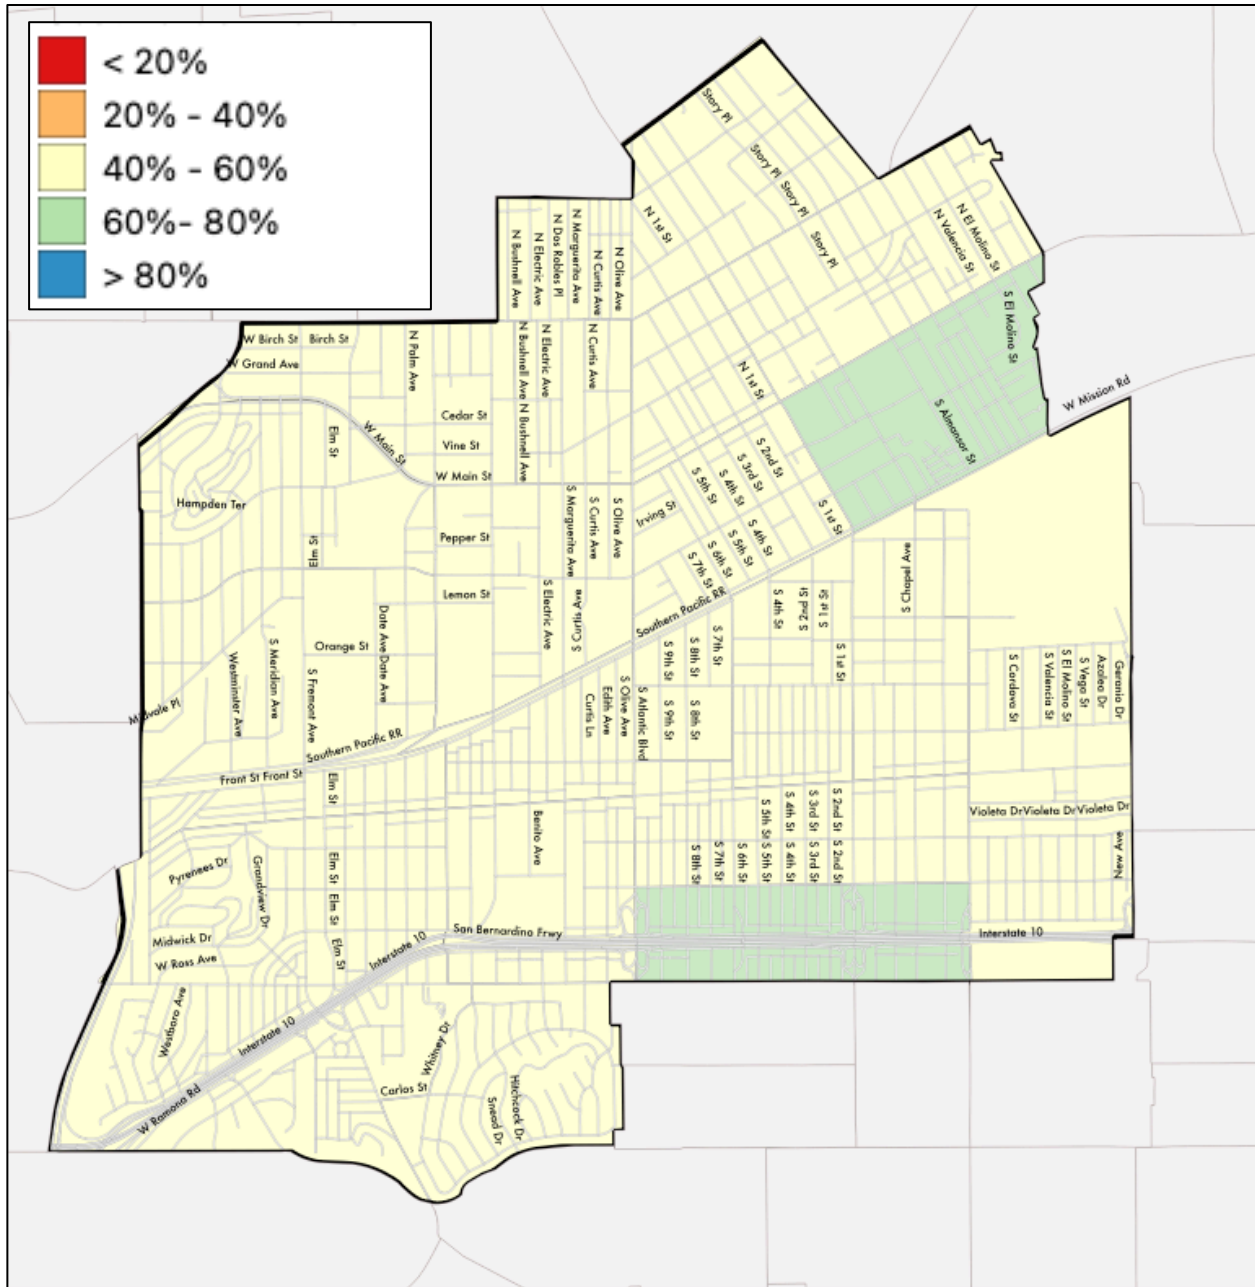 < 20%
20% - 40%
40% - 60%
60%- 80%
> 80%
Story Pl
Story Pl
Story Pl
Story Pl
N 1st St
N El Molino St
N Valencia St
N Olive Ave
N Curtis Ave
N Marguerita Ave
N Dos Robles Pl
N Electric Ave
N Bushnell Ave
S El Molino St
W Birch St
Birch St
W Grand Ave
N Palm Ave
N Bushnell Ave
N Bushnell Ave
N Electric Ave
N Curtis Ave
N 1st St
W Mission Rd
S Almansor St
Cedar St
Elm St
W Main St
Vine St
W Main St
S 2nd St
S 3rd St
S 4th St
S 5th St
Hampden Ter
S Marguerita Ave
S Curtis Ave
S Olive Ave
Irving St
S 1st St
S 4th St
S 5th St
S 6th St
S 7th St
Elm St
Pepper St
Lemon St
S Electric Ave
S Curtis Ave
Southern Pacific RR
S 4th St
S 2nd St
S 1st St
S Chapel Ave
Date Ave
Date Ave
Orange St
S Meridian Ave
Westminster Ave
S Fremont Ave
Midvale Pl
S 9th St
S 8th St
S 7th St
S 1st St
S Cordova St
S Valencia St
S El Molino St
S Vega St
Azalea Dr
Geranio Dr
Curtis Ln
Edith Ave
S Olive Ave
S Atlantic Blvd
S 9th St
S 8th St
Southern Pacific RR
Front St
Front St
Elm St
Benito Ave
S 5th St
S 4th St
S 3rd St
S 2nd St
Violeta Dr
Violeta Dr
Violeta Dr
Pyrenees Dr
Grandview Dr
Elm St
S 8th St
S 7th St
S 6th St
S 5th St
S 4th St
S 3rd St
S 2nd St
New Ave
Elm St
Midwick Dr
W Ross Ave
Elm St
Interstate 10
San Bernardino Frwy
Interstate 10
Westboro Ave
Interstate 10
Whitney Dr
W Ramona Rd
Carlos St
Snead Dr
Hitchcock Dr